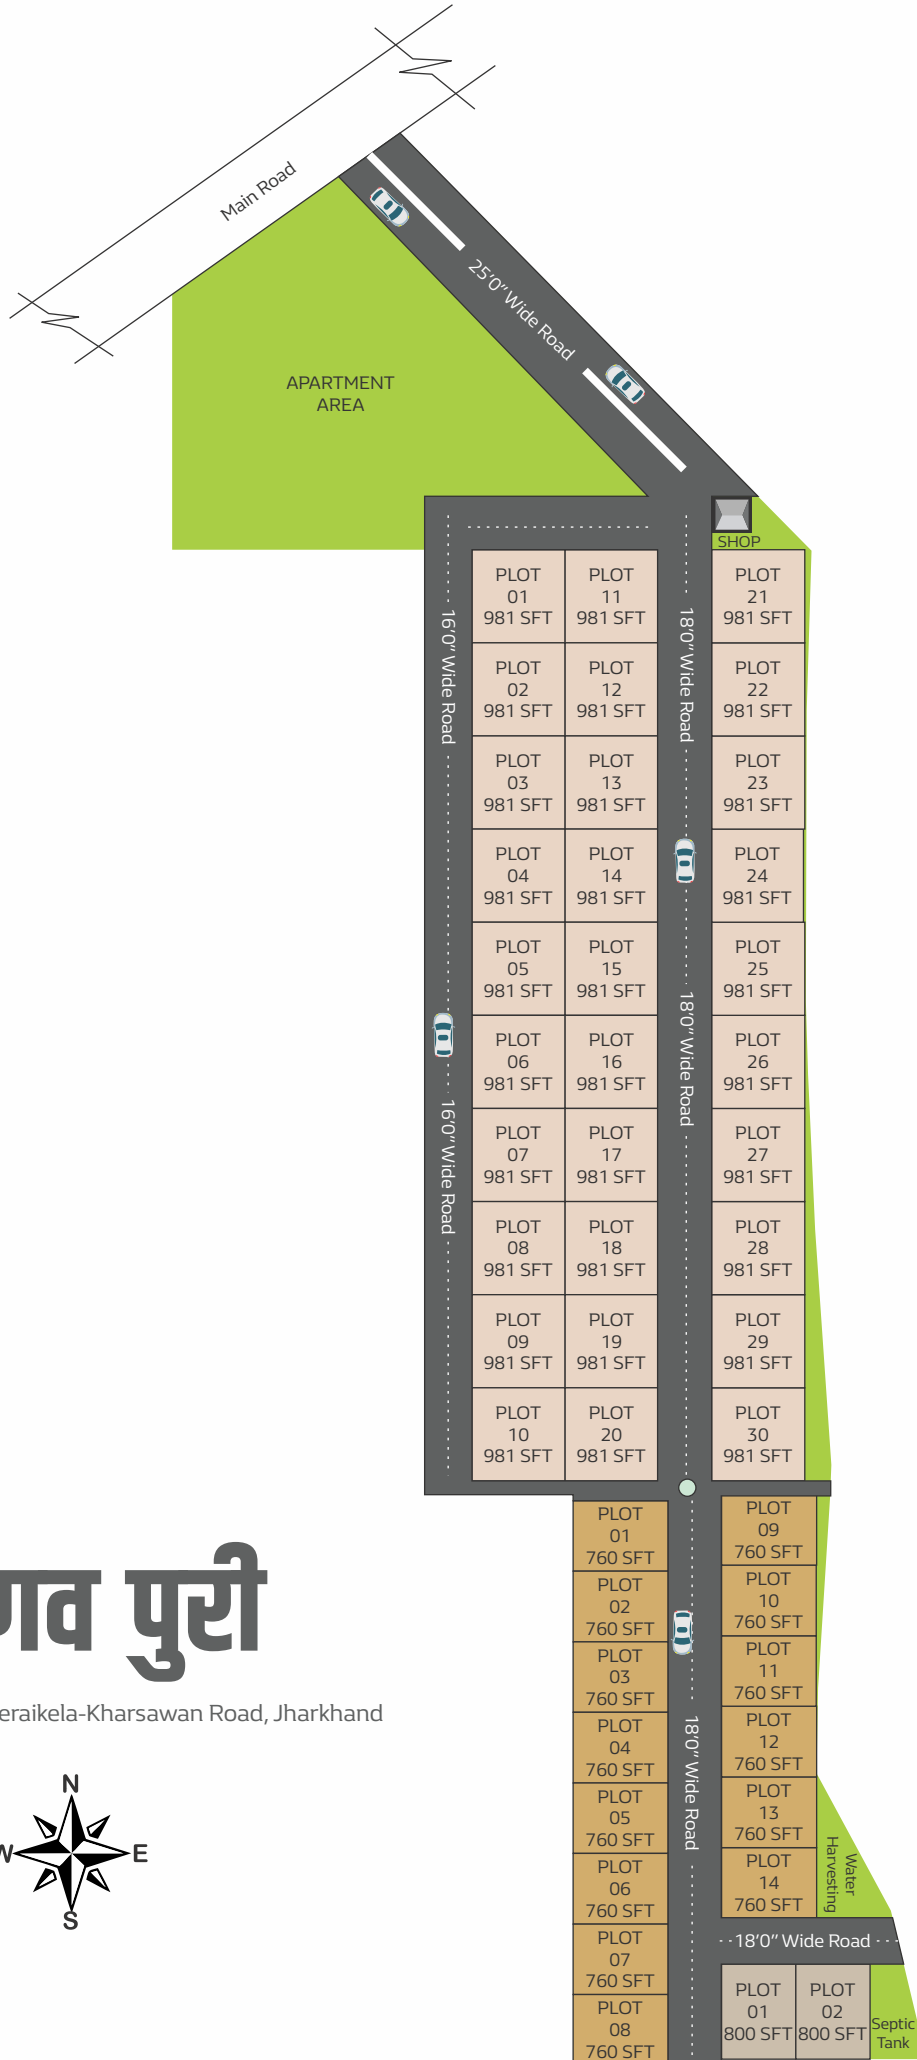 Main Road
25'0" Wide Road
APARTMENT
AREA
SHOP
16'0" Wide Road
18'0" Wide Road
PLOT
01
981 SFT
PLOT
11
981 SFT
PLOT
21
981 SFT
PLOT
02
981 SFT
PLOT
12
981 SFT
PLOT
22
981 SFT
PLOT
03
981 SFT
PLOT
13
981 SFT
PLOT
23
981 SFT
PLOT
04
981 SFT
PLOT
14
981 SFT
PLOT
24
981 SFT
PLOT
05
981 SFT
PLOT
15
981 SFT
PLOT
25
981 SFT
18'0" Wide Road
PLOT
06
981 SFT
PLOT
16
981 SFT
PLOT
26
981 SFT
16'0" Wide Road
PLOT
07
981 SFT
PLOT
17
981 SFT
PLOT
27
981 SFT
PLOT
08
981 SFT
PLOT
18
981 SFT
PLOT
28
981 SFT
PLOT
09
981 SFT
PLOT
19
981 SFT
PLOT
29
981 SFT
PLOT
10
981 SFT
PLOT
20
981 SFT
PLOT
30
981 SFT
PLOT
01
760 SFT
PLOT
09
760 SFT
PLOT
02
760 SFT
PLOT
10
760 SFT
PLOT
03
760 SFT
PLOT
11
760 SFT
PLOT
04
760 SFT
PLOT
12
760 SFT
18'0" Wide Road
PLOT
05
760 SFT
PLOT
13
760 SFT
PLOT
06
760 SFT
PLOT
14
760 SFT
Water
Harvesting
PLOT
07
760 SFT
18'0" Wide Road
PLOT
08
760 SFT
PLOT
01
800 SFT
PLOT
02
800 SFT
Septic
Tank
पुरी
Road, Jharkhand
N
W
E
S